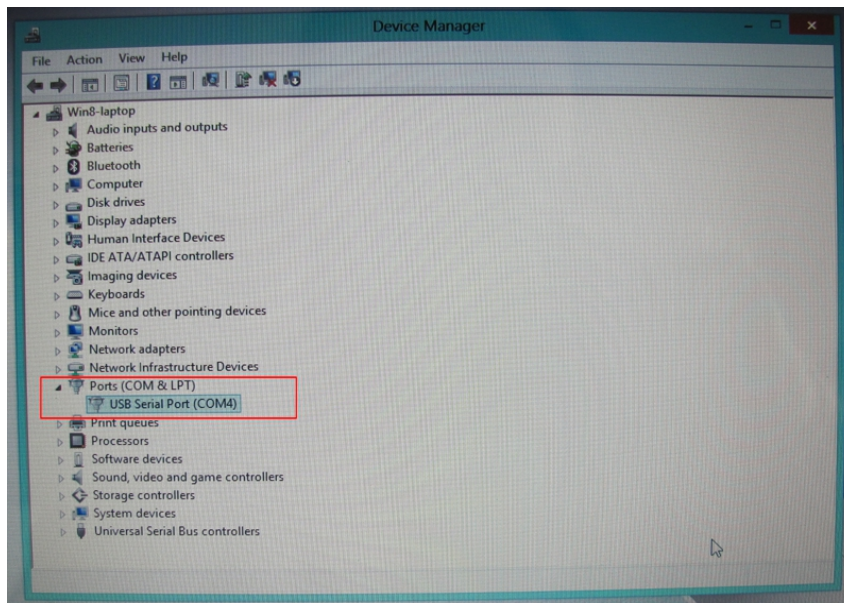 Device Manager
File Action View Help
Win8-laptop
Audio inputs and outputs
Batteries
Bluetooth
Computer
Disk drives
Display adapters
Human Interface Devices
IDE ATA/ATAPI controllers
Imaging devices
Keyboards
Mice and other pointing devices
Monitors
Network adapters
Network Infrastructure Devices
Ports (COM & LPT)
USB Serial Port (COM4)
Print queues
Processors
Software devices
Sound, video and game controllers
Storage controllers
System devices
Universal Serial Bus controllers